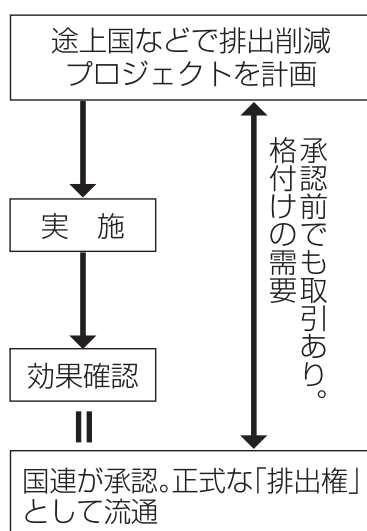 途上国などで排出削減
プロジェクトを計画
承認前でも取引あり。
格付けの需要
実　施
効果確認
国連が承認。正式な「排出権」
として流通